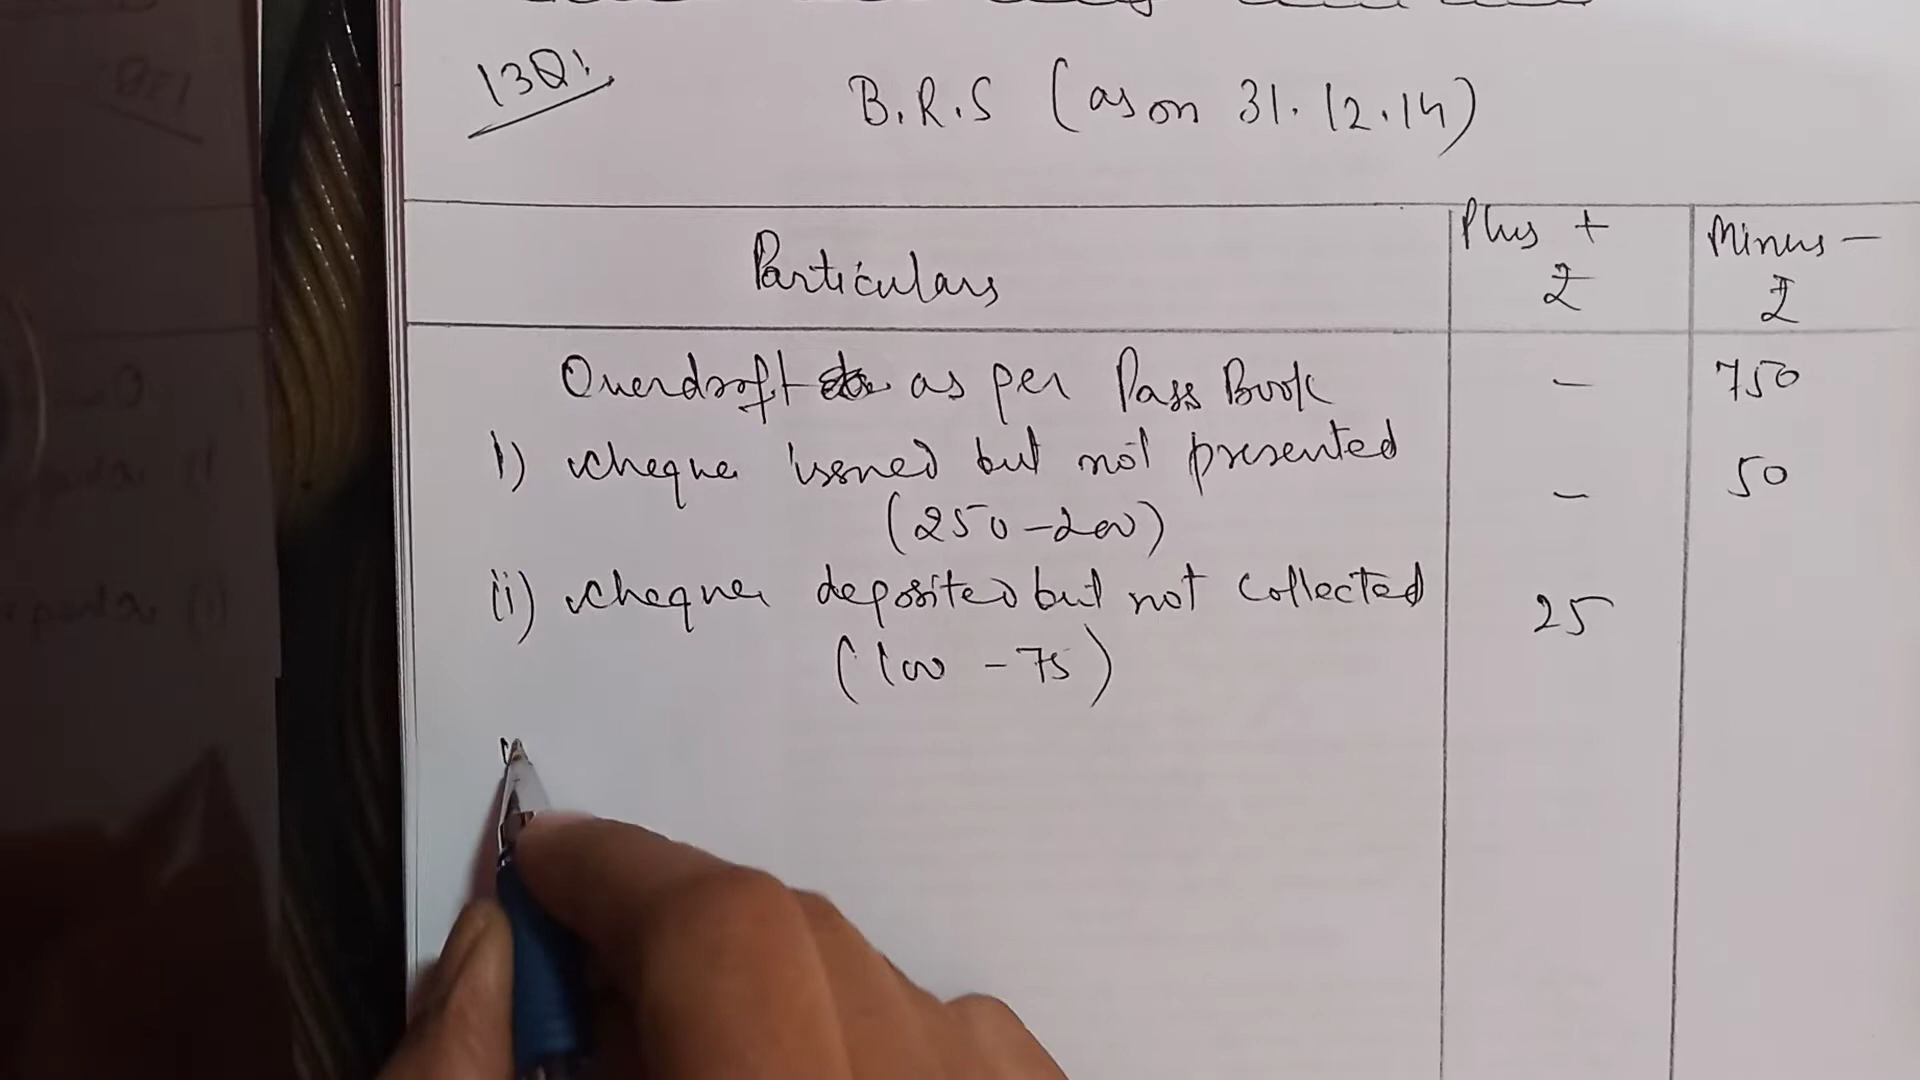 13Q!
B.R.S (as on 31.12.14)
Particulars
Plus +
₹
Minus -
₹
Overdraft as per Pass Book - 750
1) cheque issued but not presented - 50
(250-200)
(ii) cheque deposited but not collected 25
(100-75)